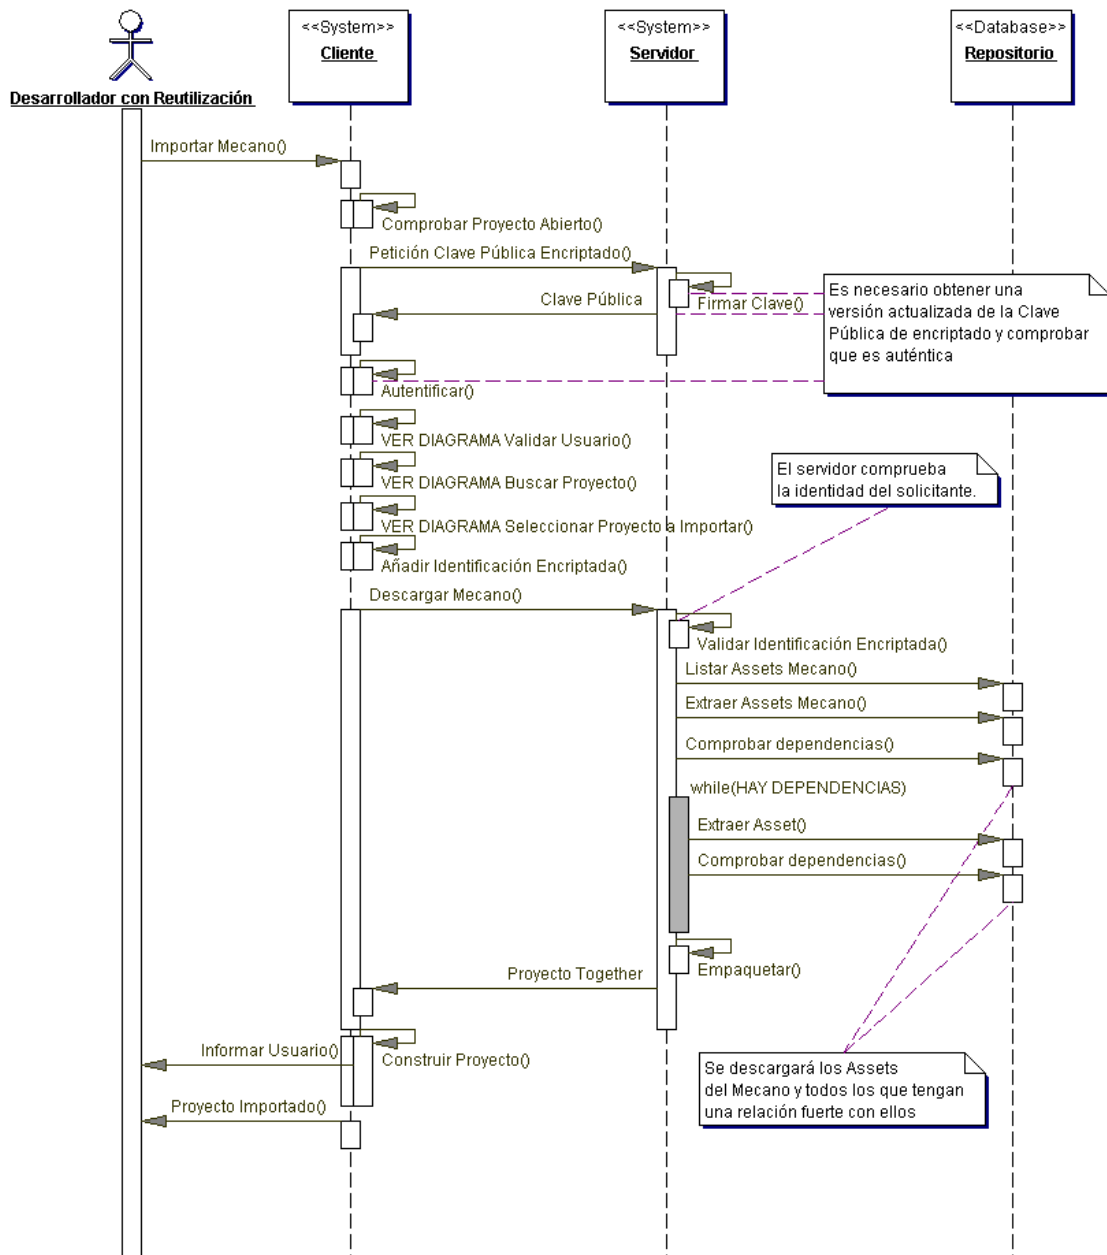 <<System>>
Cliente
<<System>>
Servidor
<<Database>>
Repositorio
Desarrollador con Reutilización
Importar Mecano()
Comprobar Proyecto Abierto()
Petición Clave Pública Encriptado()
Clave Pública
Firmar Clave()
Es necesario obtener una
versión actualizada de la Clave
Pública de encriptado y comprobar
que es auténtica
Autentificar()
VER DIAGRAMA Validar Usuario()
VER DIAGRAMA Buscar Proyecto()
El servidor comprueba
la identidad del solicitante.
VER DIAGRAMA Seleccionar Proyecto a Importar()
Añadir Identificación Encriptada()
Descargar Mecano()
Validar Identificación Encriptada()
Listar Assets Mecano()
Extraer Assets Mecano()
Comprobar dependencias()
while(HAY DEPENDENCIAS)
Extraer Asset()
Comprobar dependencias()
Empaquetar()
Proyecto Together
Informar Usuario()
Construir Proyecto()
Se descargará los Assets
del Mecano y todos los que tengan
una relación fuerte con ellos
Proyecto Importado()